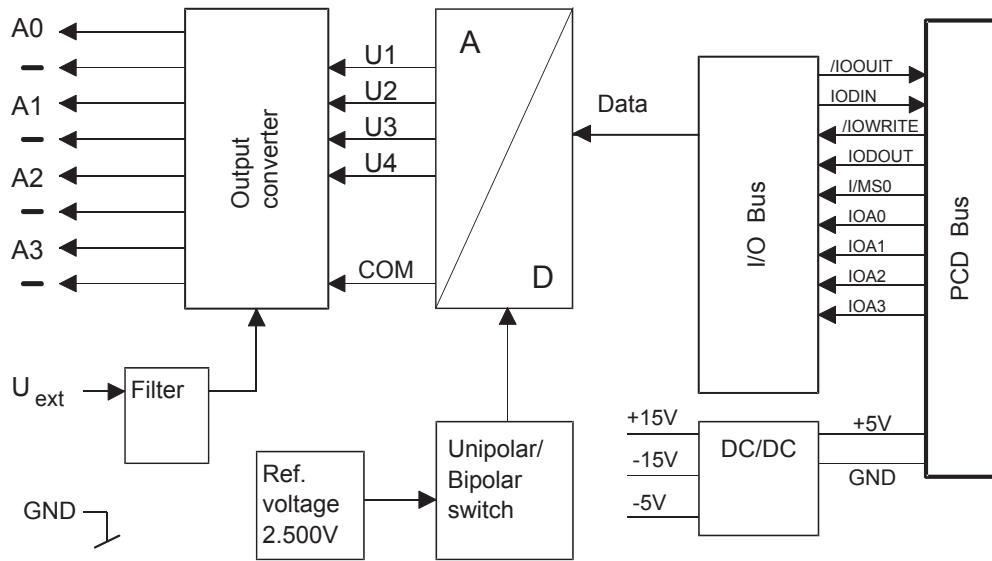 A0
–
A1
–
A2
–
A3
–
Output
converter
U1
U2
U3
U4
COM
A
D
Data
I/O Bus
/IOOUIT
IODIN
/IOWRITE
IODOUT
I/MS0
IOA0
IOA1
IOA2
IOA3
PCD Bus
U ext
Filter
GND
Ref.
voltage
2.500V
Unipolar/
Bipolar
switch
+15V
-15V
-5V
DC/DC
+5V
GND